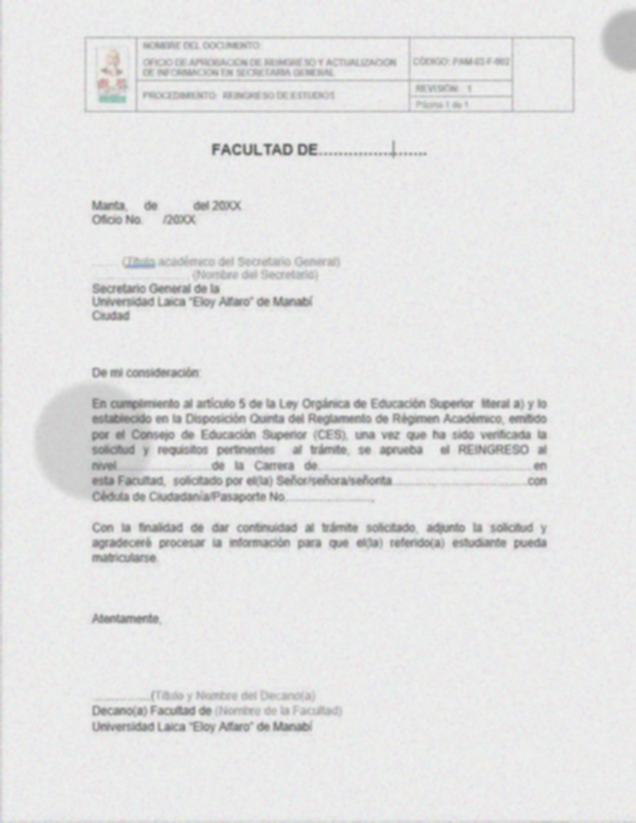 NOMBRE DEL DOCUMENTO:
OFICIO DE APROBACIÓN DE REINGRESO Y ACTUALIZACIÓN
DE INFORMACIÓN EN SECRETARÍA GENERAL
CÓDIGO: PAM-03-F-002
PROCEDIMIENTO: REINGRESO DE ESTUDIOS
REVISIÓN: 1
Página 1 de 1
FACULTAD DE......................
Manta, de del 20XX
Oficio No. /20XX
.......... (Título académico del Secretario General)
.............................. (Nombre del Secretario)
Secretario General de la
Universidad Laica "Eloy Alfaro" de Manabí
Ciudad
De mi consideración:
En cumplimiento al artículo 5 de la Ley Orgánica de Educación Superior literal a) y lo
establecido en la Disposición Quinta del Reglamento de Régimen Académico, emitido
por el Consejo de Educación Superior (CES), una vez que ha sido verificada la
solicitud y requisitos pertinentes al trámite, se aprueba el REINGRESO al
nivel.............................de la Carrera de.................................................................en
esta Facultad, solicitado por el(la) Señor/señora/señorita.........................................con
Cédula de Ciudadanía/Pasaporte No..........................,
Con la finalidad de dar continuidad al trámite solicitado, adjunto la solicitud y
agradeceré procesar la información para que el(la) referido(a) estudiante pueda
matricularse.
Atentamente,
..................(Título y Nombre del Decano(a)
Decano(a) Facultad de (Nombre de la Facultad)
Universidad Laica "Eloy Alfaro" de Manabí